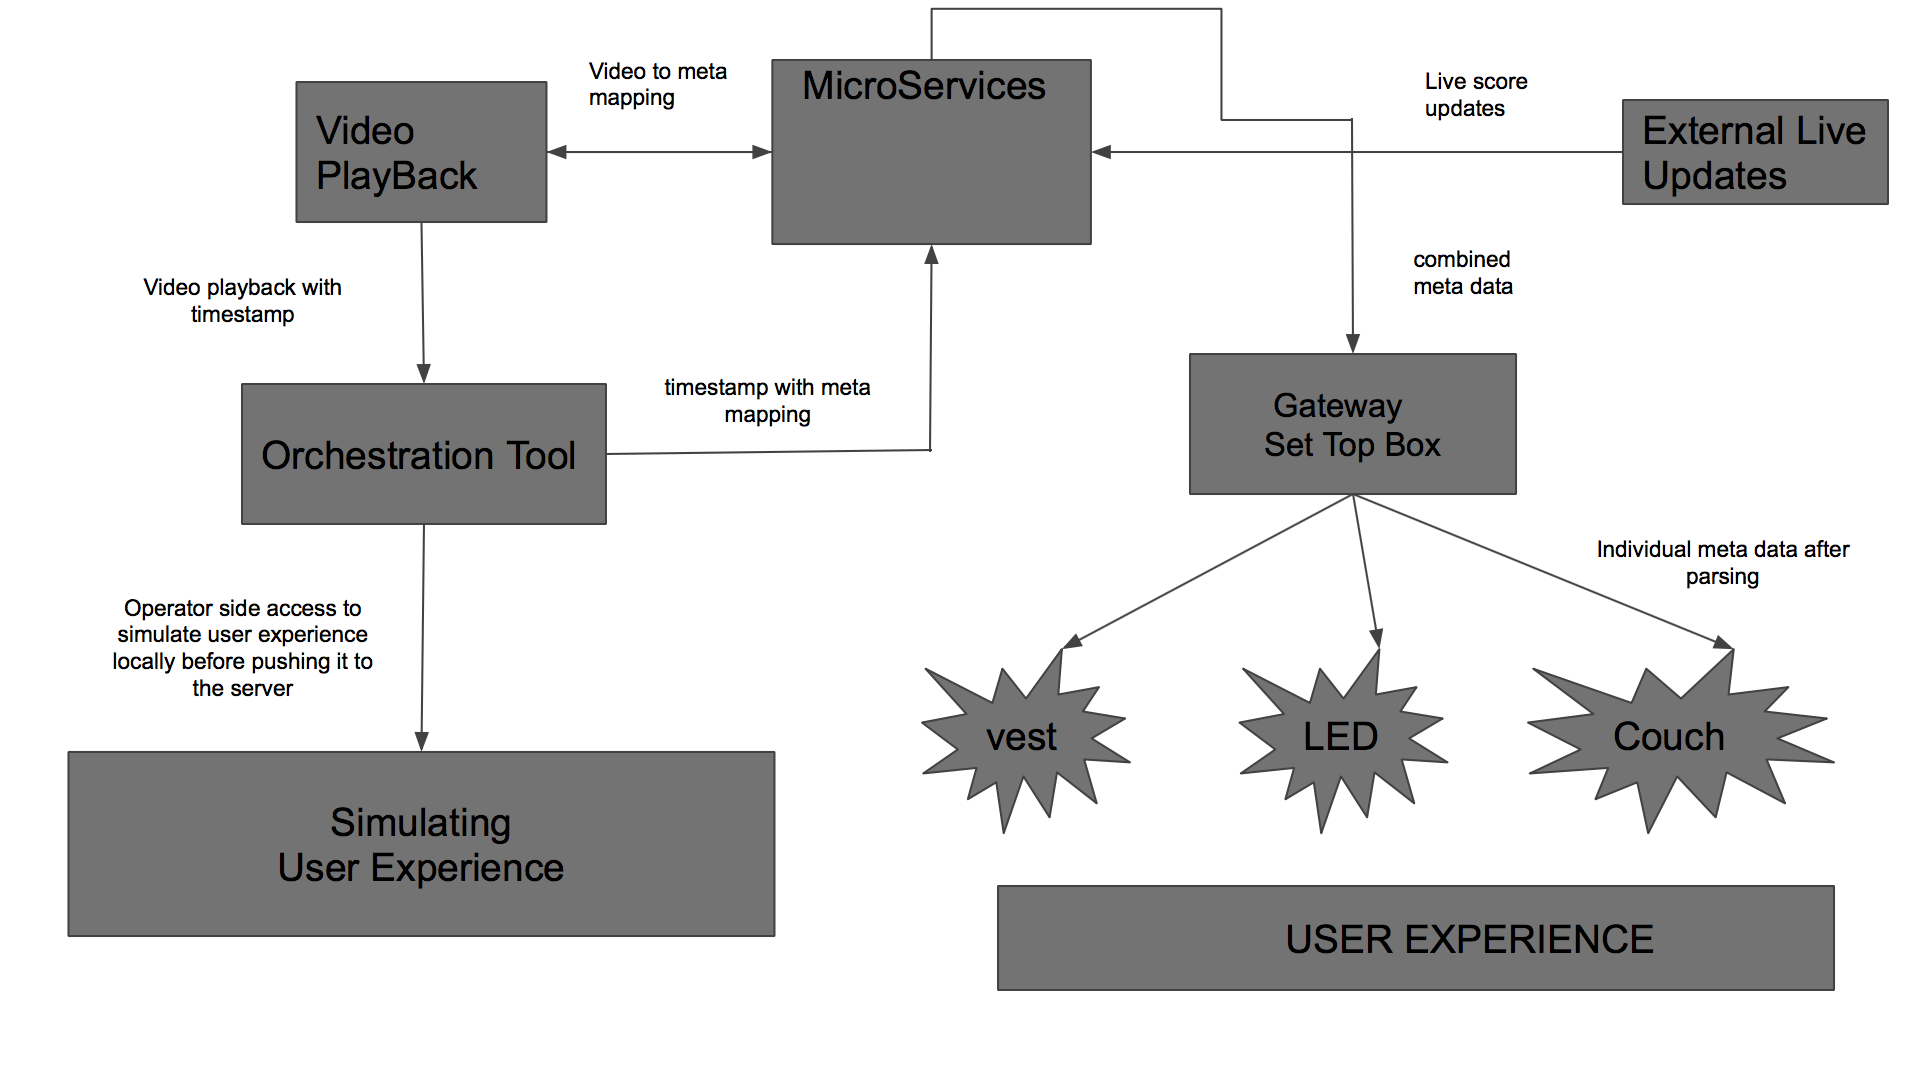 Video to meta
mapping
MicroServices
Live score
updates
Video
PlayBack
External Live
Updates
Video playback with
timestamp
combined
meta data
timestamp with meta
mapping
Gateway
Set Top Box
Orchestration Tool
Individual meta data after
parsing
Operator side access to
simulate user experience
locally before pushing it to
the server
vest
LED
Couch
Simulating
User Experience
USER EXPERIENCE